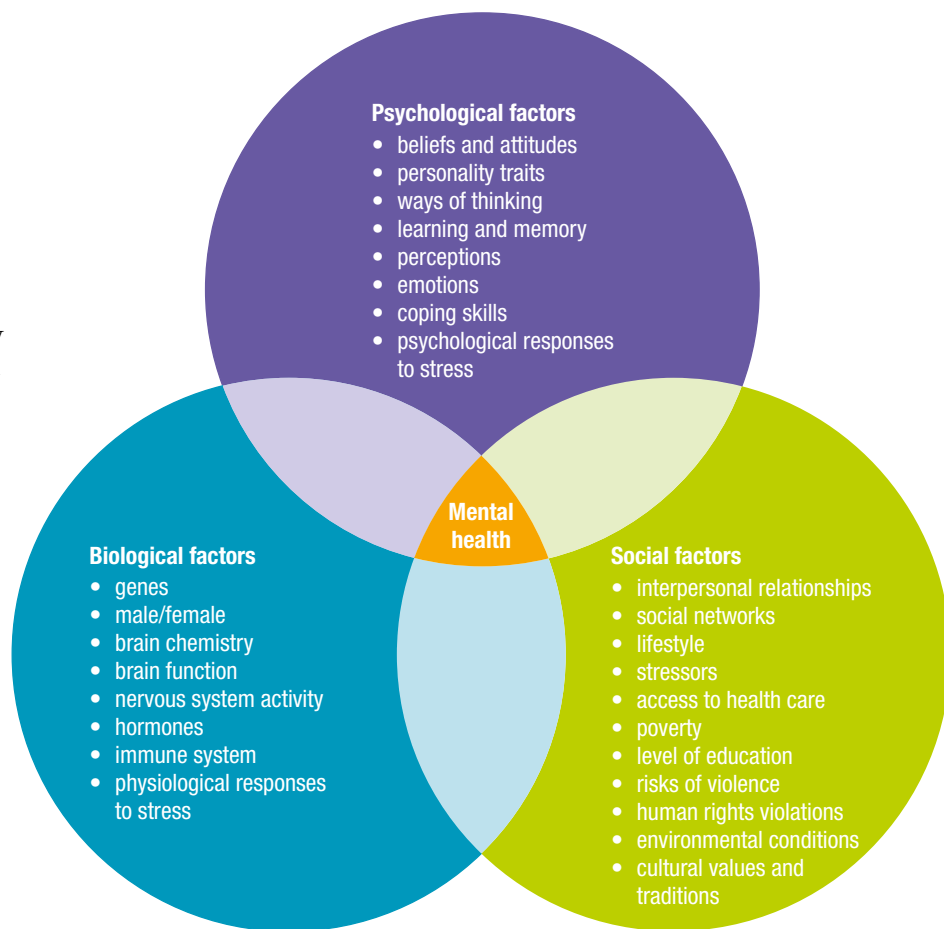 Psychological factors
• beliefs and attitudes
• personality traits
• ways of thinking
• learning and memory
• perceptions
• emotions
• coping skills
• psychological responses
to stress
y
Mental
health
Biological factors
• genes
• male/female
• brain chemistry
• brain function
• nervous system activity
• hormones
• immune system
• physiological responses
to stress
Social factors
• interpersonal relationships
• social networks
• lifestyle
• stressors
• access to health care
• poverty
• level of education
• risks of violence
• human rights violations
• environmental conditions
• cultural values and
traditions